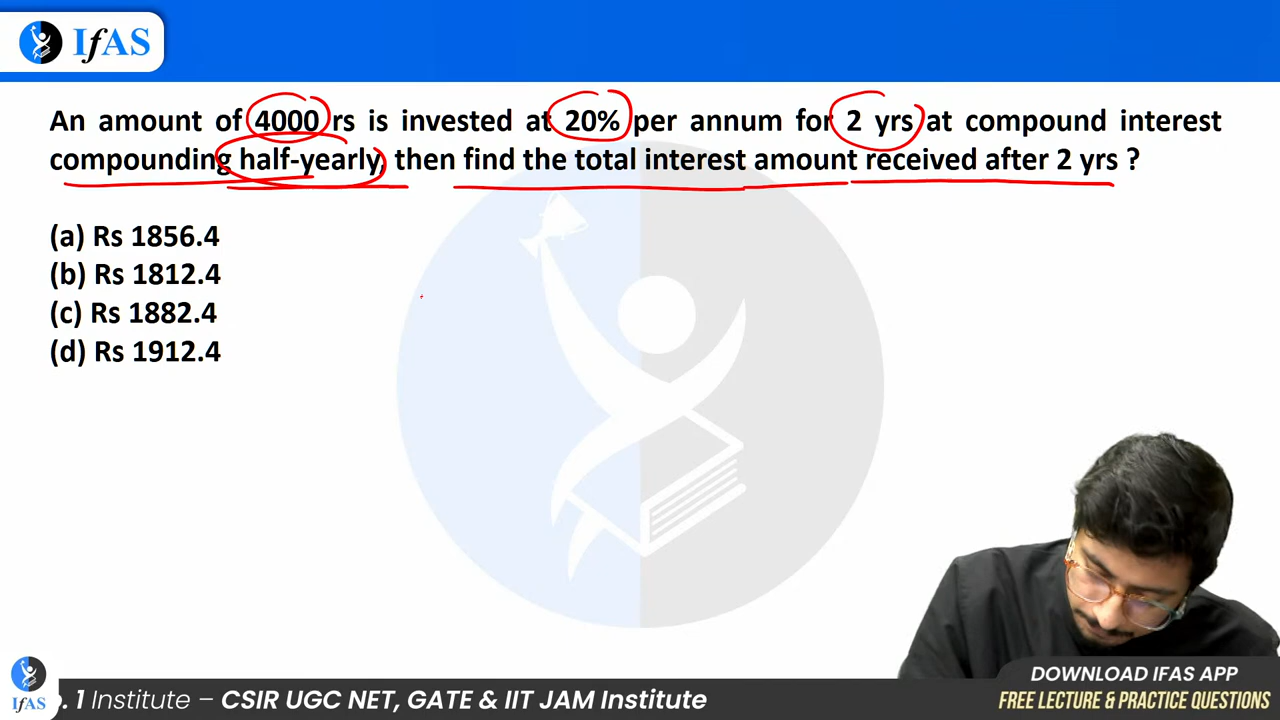 IfAS
An amount of 4000 rs is invested at 20% per annum for 2 yrs at compound interest
compounding half-yearly, then find the total interest amount received after 2 yrs ?
(a) Rs 1856.4
(b) Rs 1812.4
(c) Rs 1882.4
(d) Rs 1912.4
DOWNLOAD IFAS APP
FREE LECTURE & PRACTICE QUESTIONS
IfAS
. 1 Institute – CSIR UGC NET, GATE & IIT JAM Institute